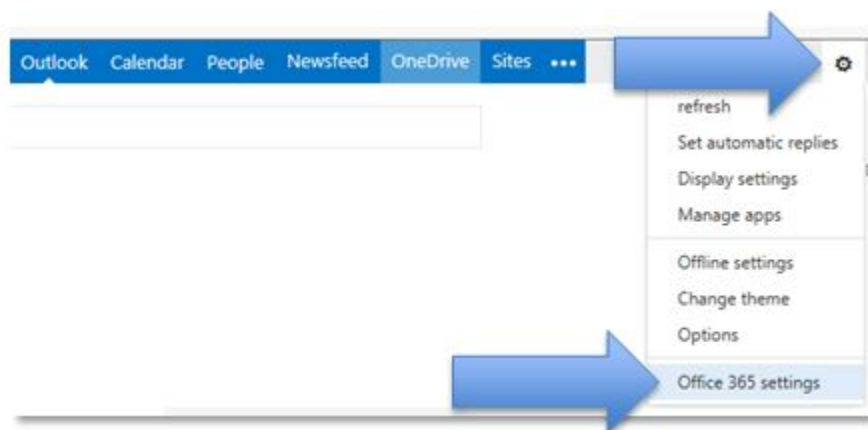 Outlook Calendar People Newsfeed OneDrive Sites •••
refresh
Set automatic replies
Display settings
Manage apps
Offline settings
Change theme
Options
Office 365 settings